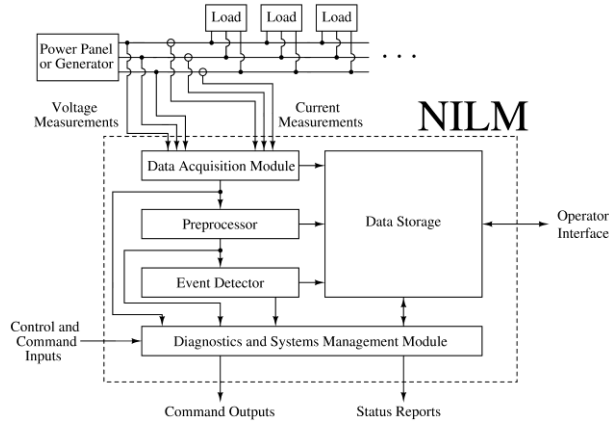 Load
Load
Load
Power Panel
or Generator
. . .
Voltage
Measurements
Current
Measurements
NILM
Data Acquisition Module
Preprocessor
Data Storage
Operator
Interface
Event Detector
Control and
Command
Inputs
Diagnostics and Systems Management Module
Command Outputs
Status Reports